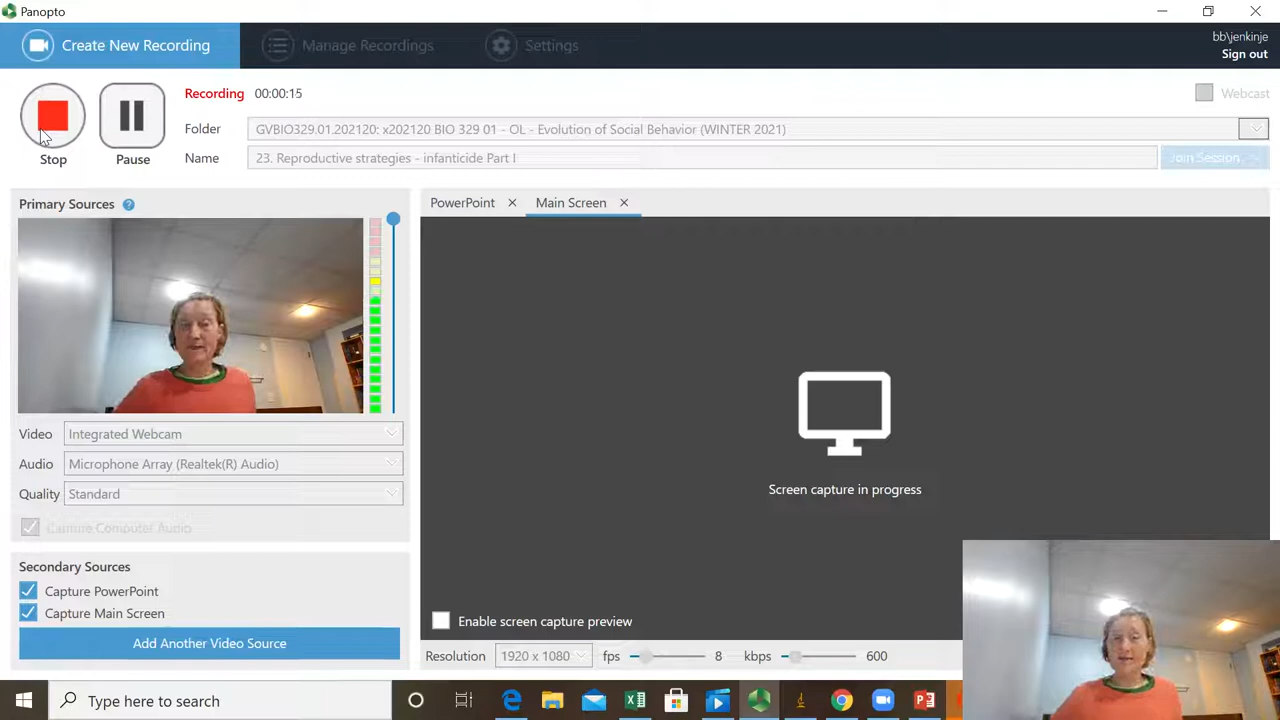 Panopto
Create New Recording
Manage Recordings
Settings
bb\jenkinje
Sign out
Recording 00:00:15
Webcast
Folder GVBIO329.01.202120: x202120 BIO 329 01 - OL - Evolution of Social Behavior (WINTER 2021)
Stop
Pause
Name 23. Reproductive strategies - infanticide Part I
Join Session
Primary Sources ?
PowerPoint
Main Screen
Video Integrated Webcam
Audio Microphone Array (Realtek(R) Audio)
Quality Standard
Capture Computer Audio
Screen capture in progress
Secondary Sources
Capture PowerPoint
Capture Main Screen
Add Another Video Source
Enable screen capture preview
Resolution 1920 x 1080 fps 8 kbps 600
Type here to search